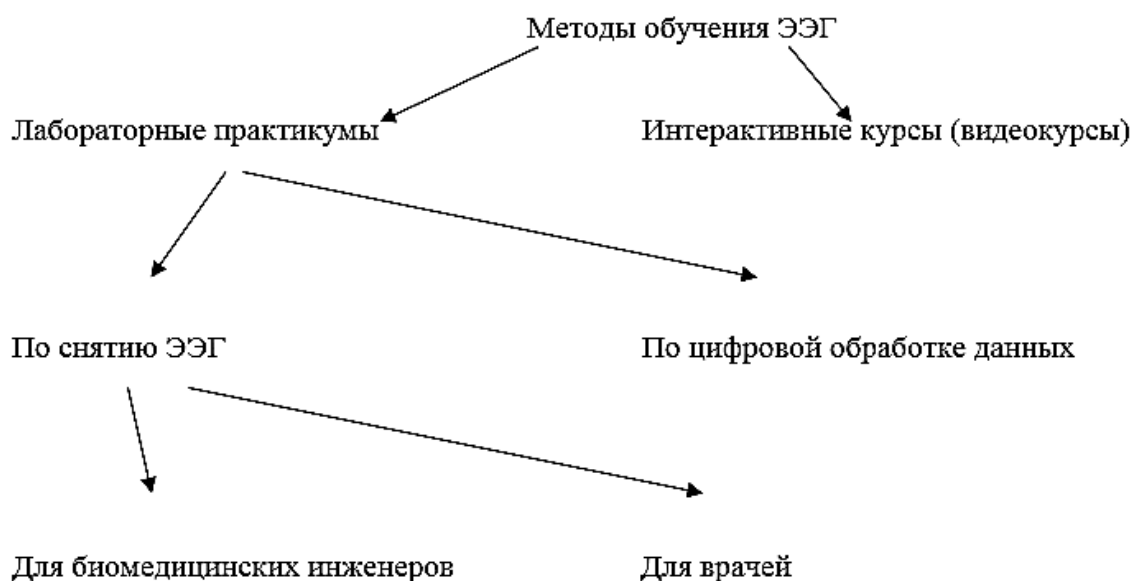 Методы обучения ЭЭГ
Лабораторные практикумы
Интерактивные курсы (видеокурсы)
По снятию ЭЭГ
По цифровой обработке данных
Для биомедицинских инженеров
Для врачей